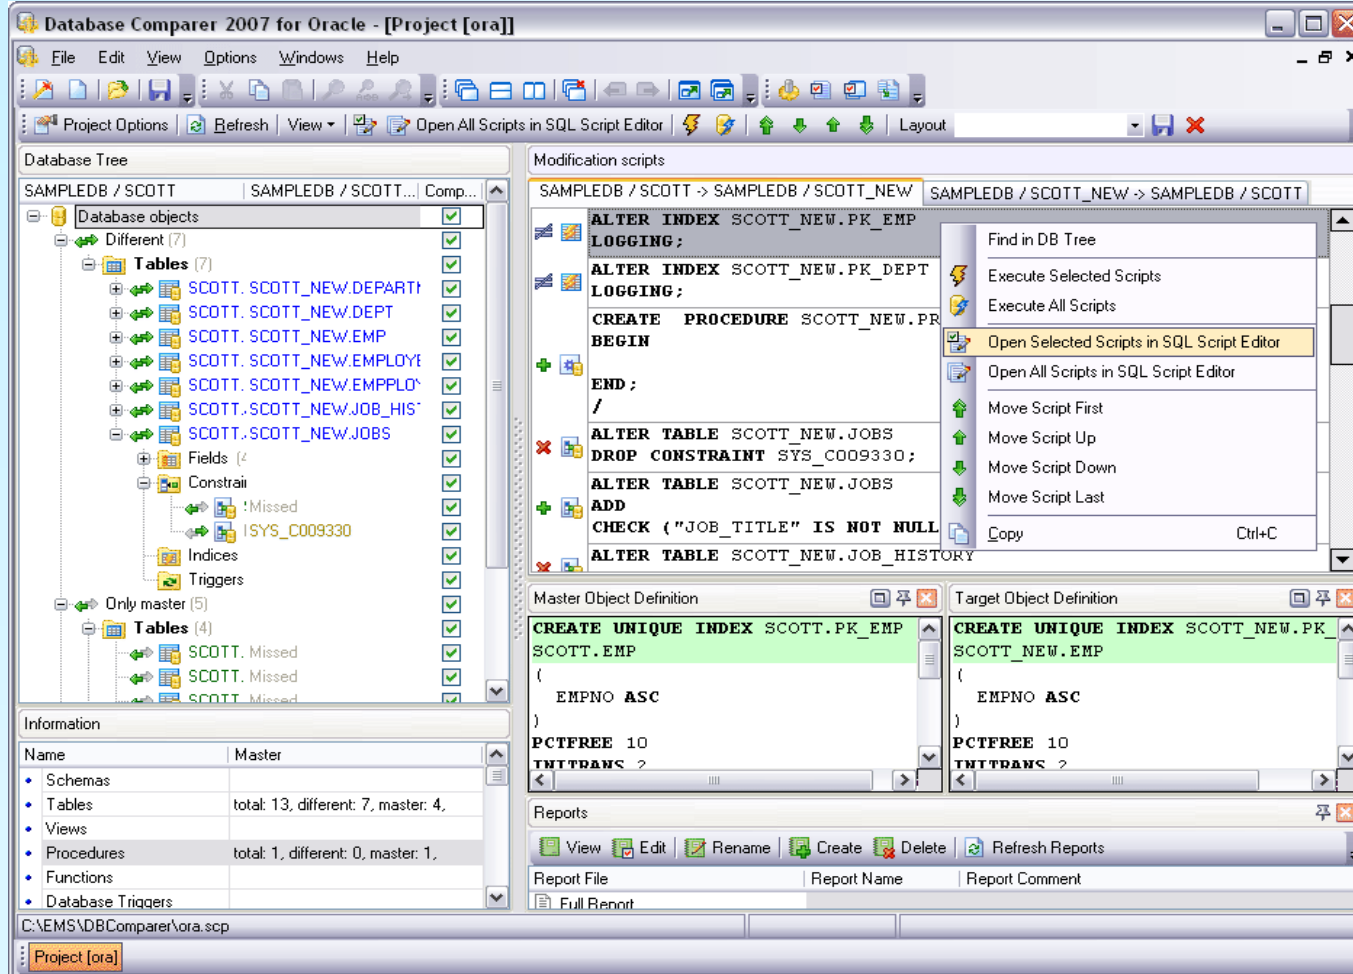 Database Comparer 2007 for Oracle - [Project [ora]]
File Edit View Options Windows Help
Project Options Refresh View Open All Scripts in SQL Script Editor Layout
Database Tree
SAMPLEDB / SCOTT SAMPLEDB / SCOTT... Comp...
Database objects
Different (7)
Tables (7)
SCOTT. SCOTT_NEW.DEPARTM
SCOTT. SCOTT_NEW.DEPT
SCOTT. SCOTT_NEW.EMP
SCOTT. SCOTT_NEW.EMPLOYE
SCOTT. SCOTT_NEW.EMPPLO
SCOTT. SCOTT_NEW.JOB_HIS
SCOTT. SCOTT_NEW.JOBS
Fields
Constrai
Missed
SYS_C009330
Indices
Triggers
Only master (5)
Tables (4)
SCOTT. Missed
SCOTT. Missed
SCOTT. Missed
Information
Name Master
Schemas
Tables total: 13, different: 7, master: 4,
Views
Procedures total: 1, different: 0, master: 1,
Functions
Database Triggers
Modification scripts
SAMPLEDB / SCOTT -> SAMPLEDB / SCOTT_NEW SAMPLEDB / SCOTT_NEW -> SAMPLEDB / SCOTT
ALTER INDEX SCOTT_NEW.PK_EMP
LOGGING;
ALTER INDEX SCOTT_NEW.PK_DEPT
LOGGING;
CREATE PROCEDURE SCOTT_NEW.PR
BEGIN
END;
/
ALTER TABLE SCOTT_NEW.JOBS
DROP CONSTRAINT SYS_C009330;
ALTER TABLE SCOTT_NEW.JOBS
ADD
CHECK ("JOB_TITLE" IS NOT NULL
ALTER TABLE SCOTT_NEW.JOB_HISTORY
Find in DB Tree
Execute Selected Scripts
Execute All Scripts
Open Selected Scripts in SQL Script Editor
Open All Scripts in SQL Script Editor
Move Script First
Move Script Up
Move Script Down
Move Script Last
Copy Ctrl+C
Master Object Definition
CREATE UNIQUE INDEX SCOTT.PK_EMP
SCOTT.EMP
(
EMPNO ASC
)
PCTFREE 10
INITRANS 2
Target Object Definition
CREATE UNIQUE INDEX SCOTT_NEW.PK_
SCOTT_NEW.EMP
(
EMPNO ASC
)
PCTFREE 10
INITRANS 2
Reports
View Edit Rename Create Delete Refresh Reports
Report File Report Name Report Comment
Full Report
C:\EMS\DBComparer\ora.scp
Project [ora]